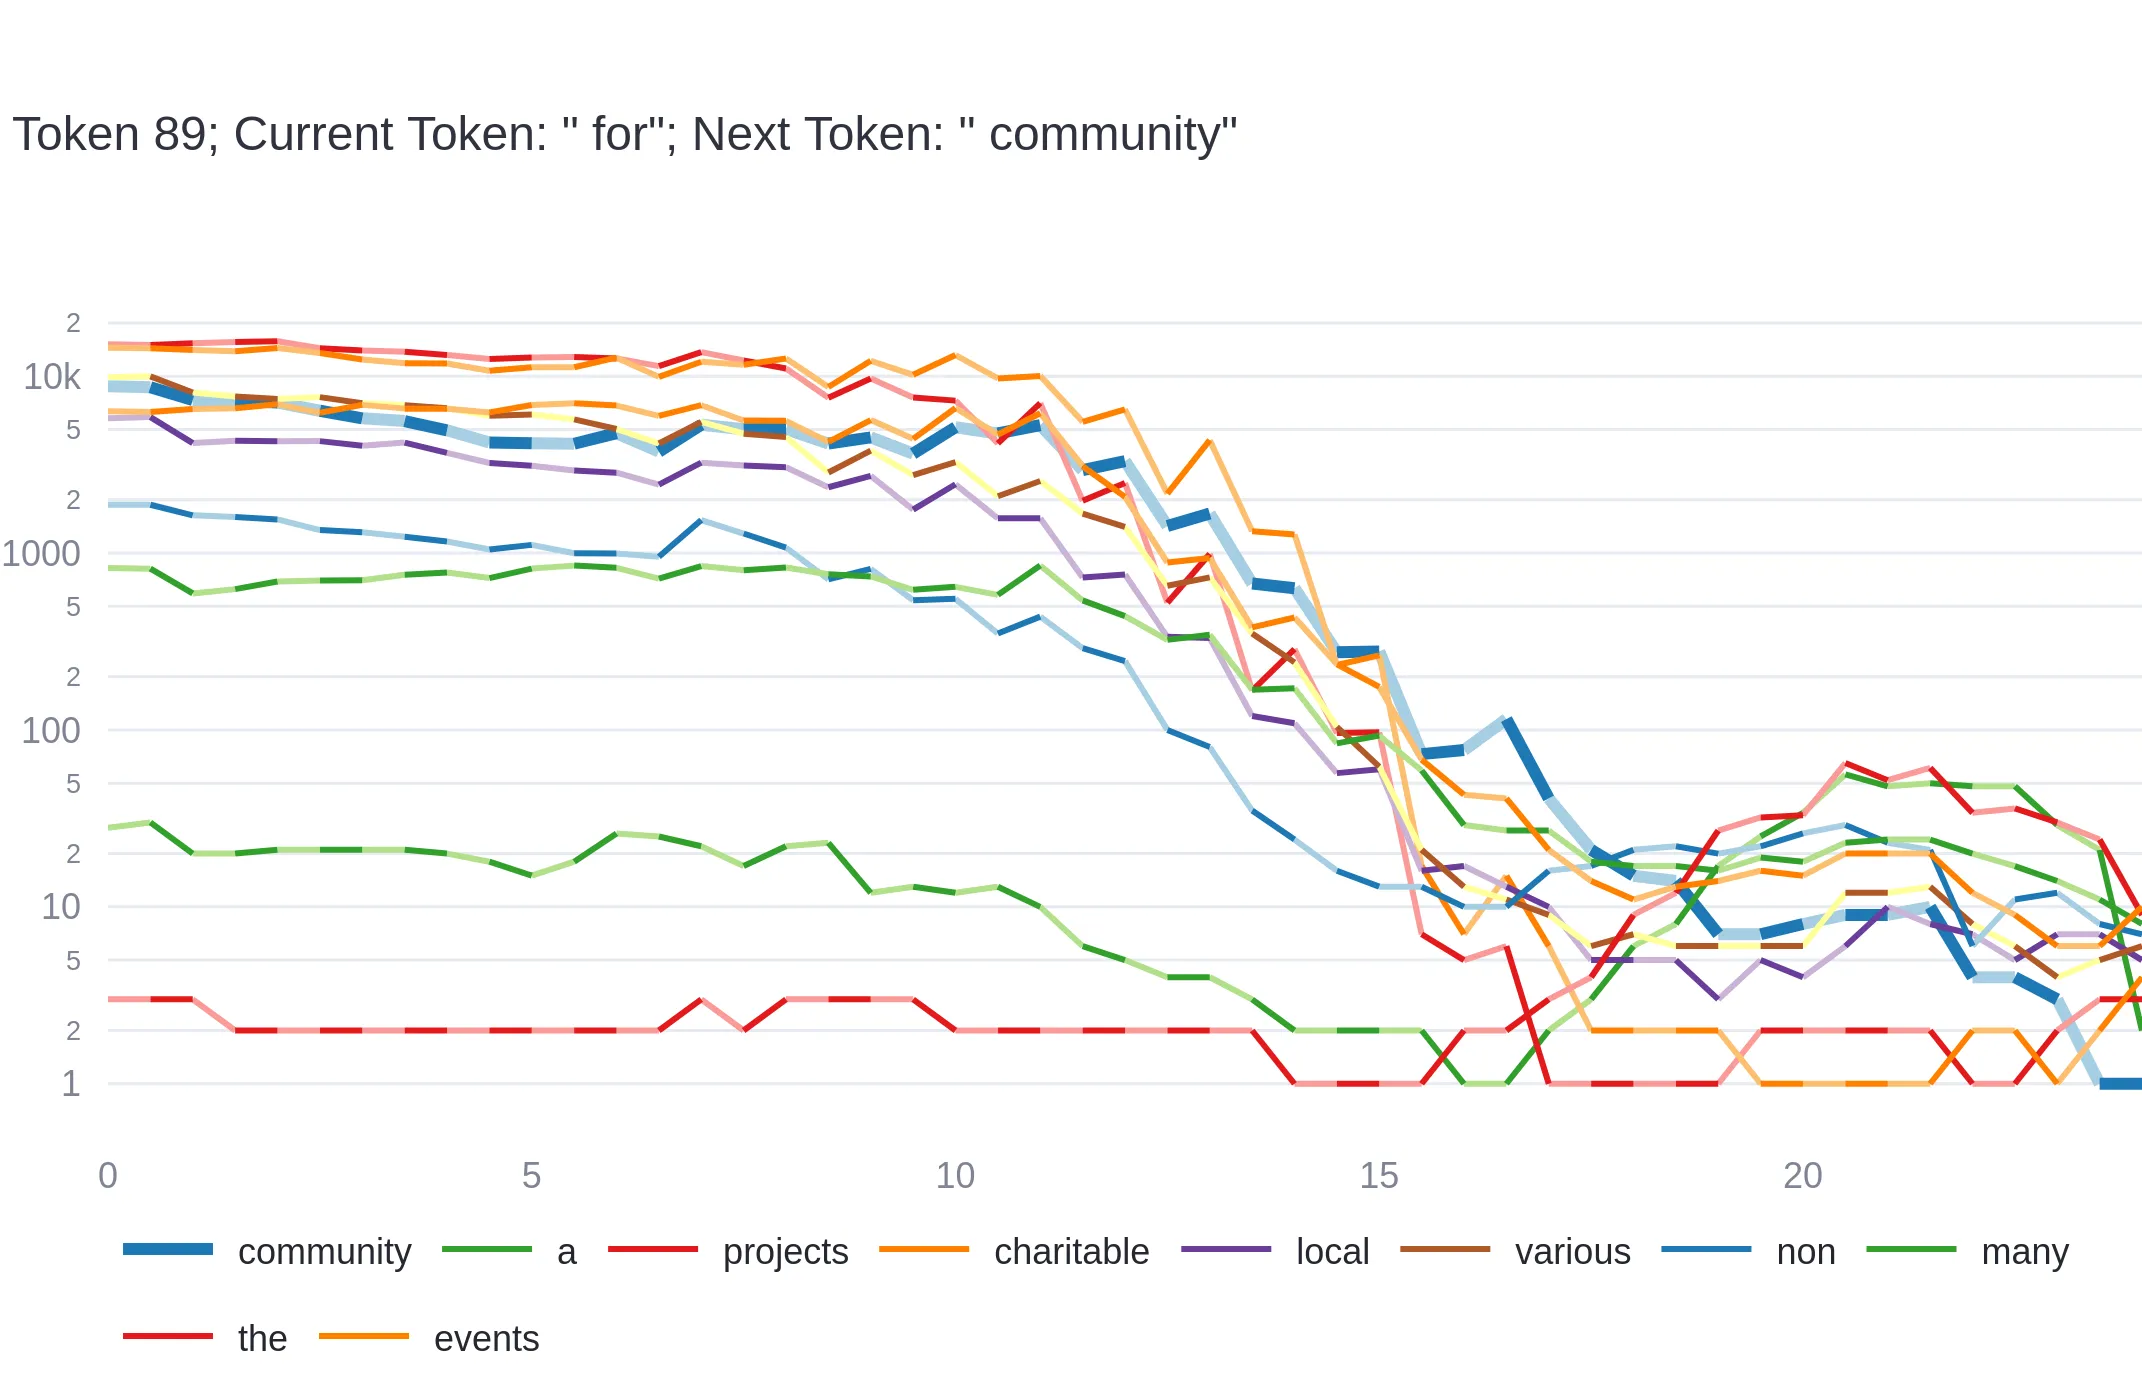 Token 89; Current Token: " for"; Next Token: " community"
2
10k
5
2
1000
5
2
100
5
2
10
5
2
1
0 5 10 15 20
community a projects charitable local various non many
the events